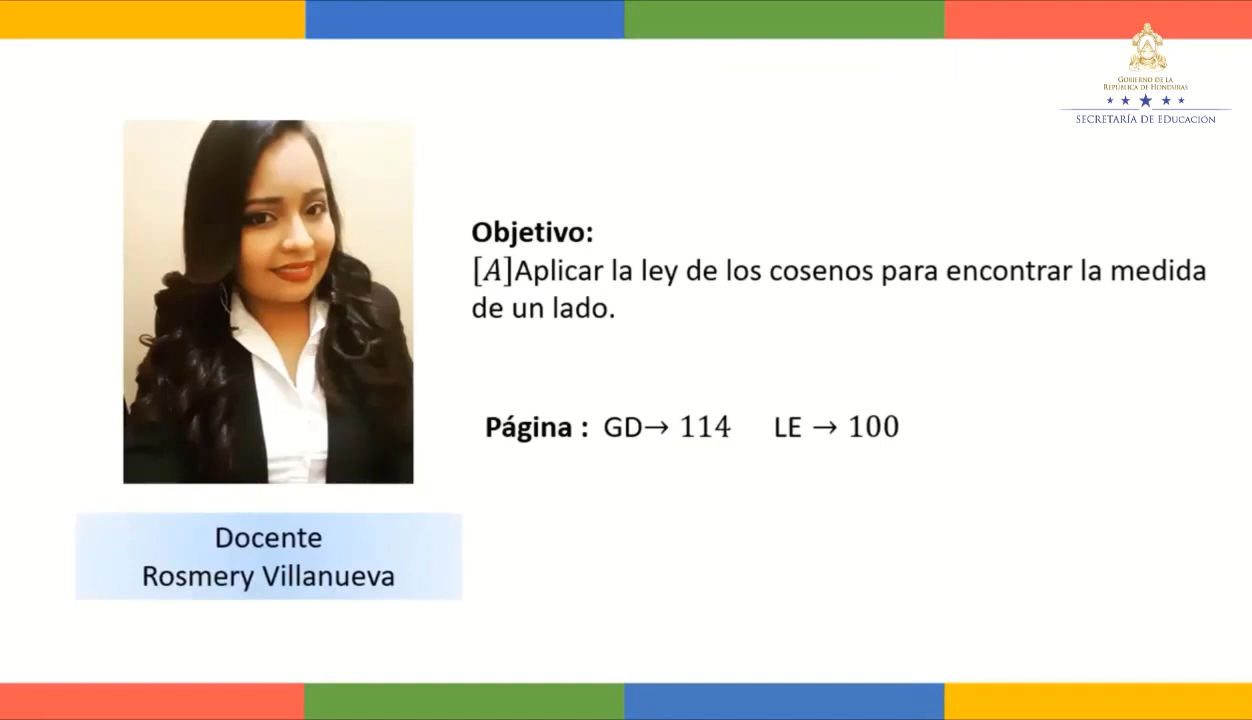 GOBIERNO DE LA
REPÚBLICA DE HONDURAS
SECRETARÍA DE EDUCACIÓN
Objetivo:
[A]Aplicar la ley de los cosenos para encontrar la medida
de un lado.
Página : GD→ 114 LE → 100
Docente
Rosmery Villanueva